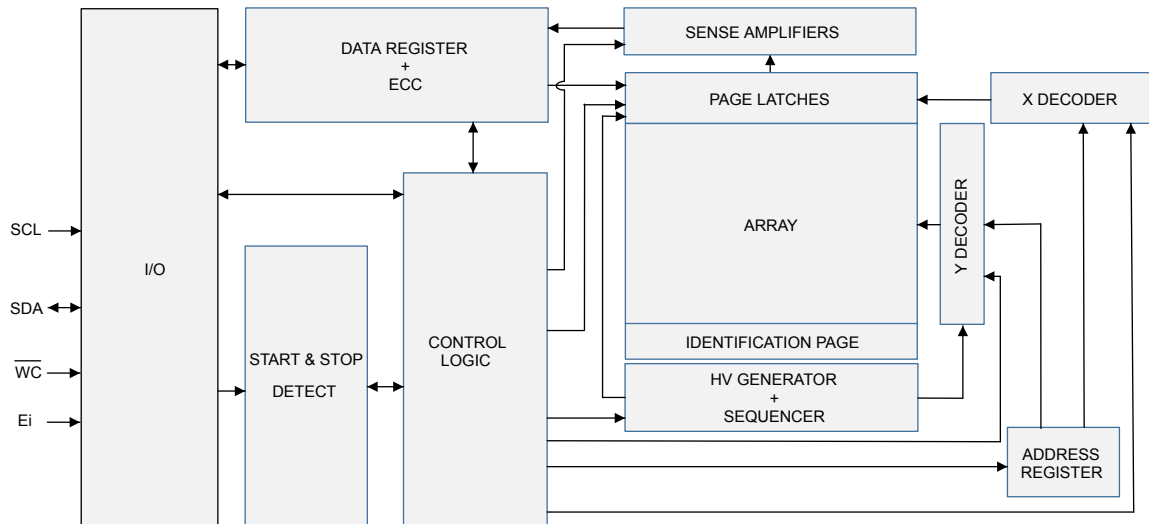 DATA REGISTER
+
ECC
SENSE AMPLIFIERS
PAGE LATCHES
X DECODER
SCL
SDA
WC
Ei
I/O
START & STOP
DETECT
CONTROL
LOGIC
ARRAY
Y DECODER
IDENTIFICATION PAGE
HV GENERATOR
+
SEQUENCER
ADDRESS
REGISTER